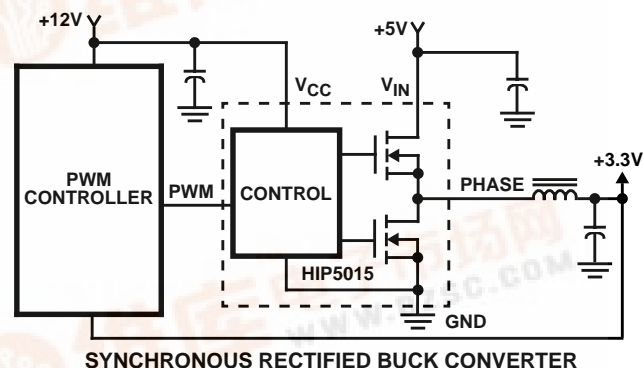 +12V
+5V
VCC
VIN
+3.3V
PWM
CONTROLLER
PWM
CONTROL
PHASE
HIP5015
GND
SYNCHRONOUS RECTIFIED BUCK CONVERTER